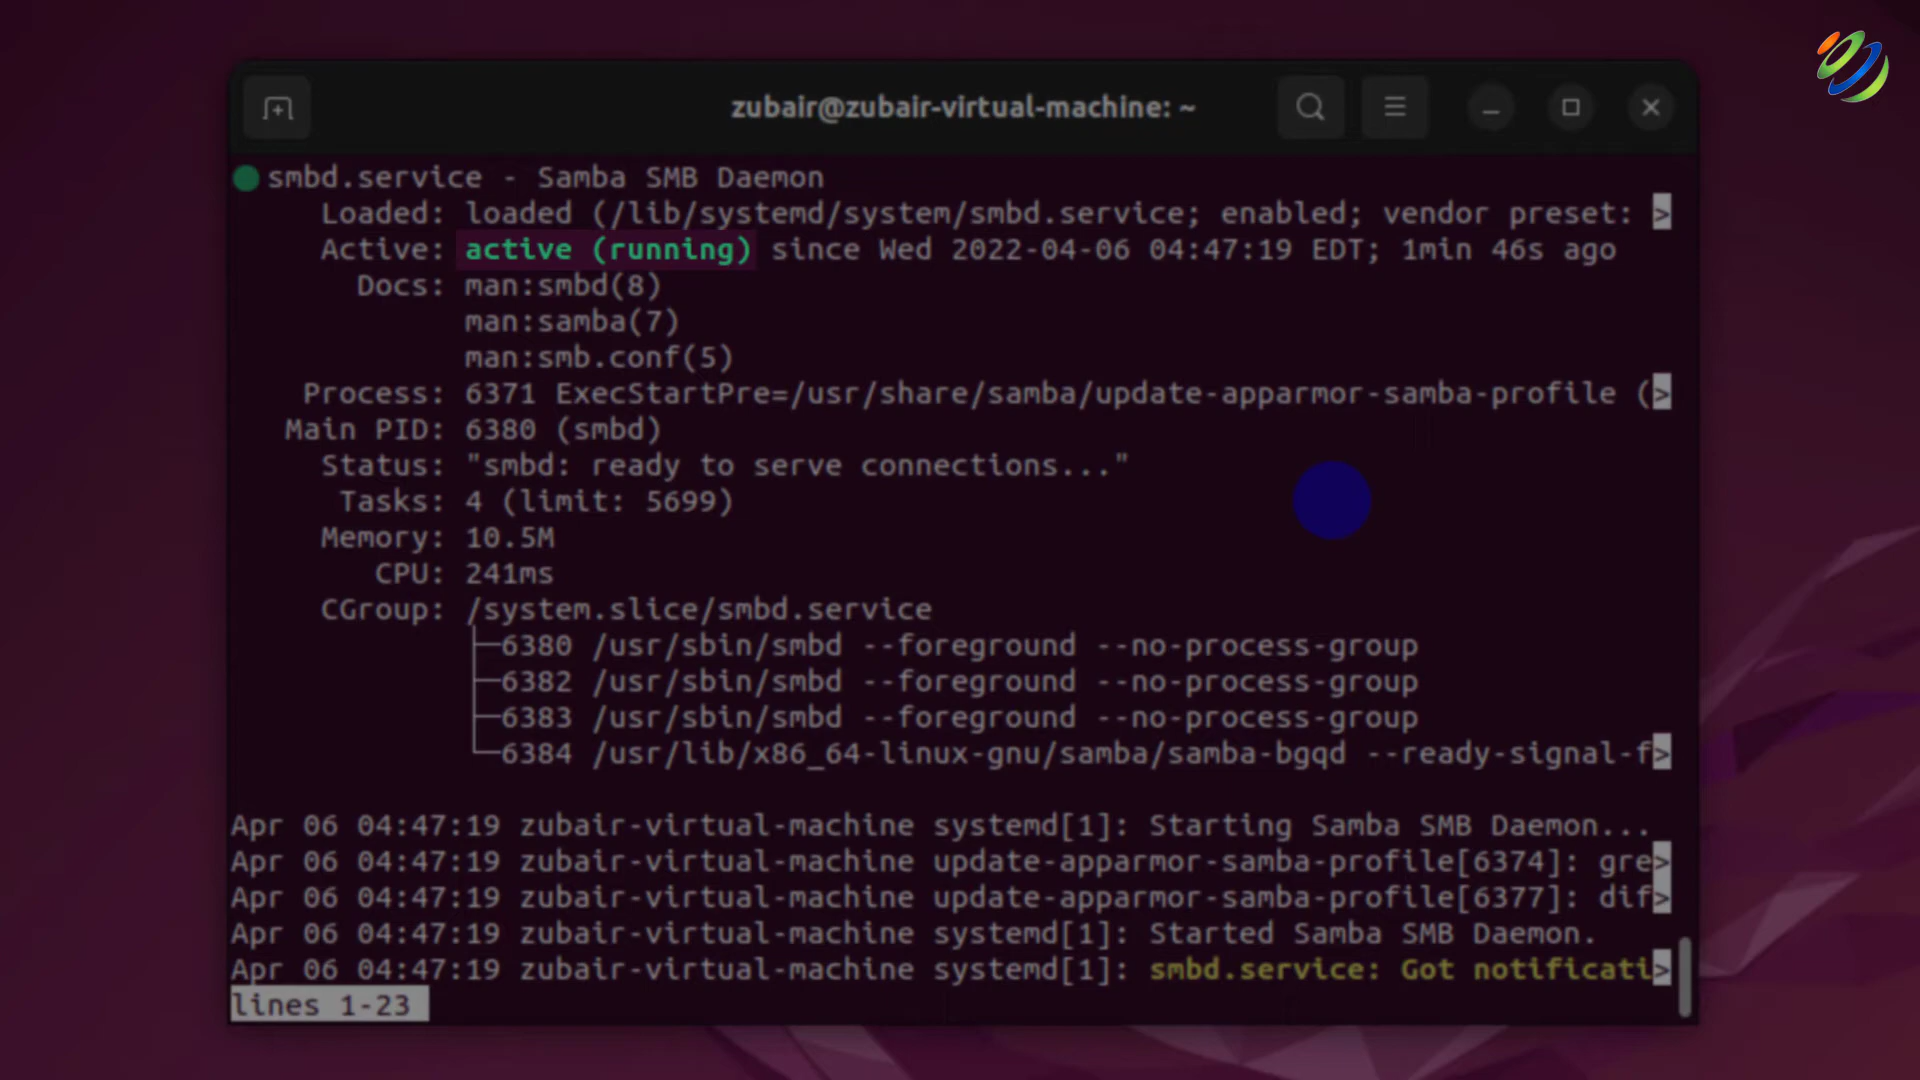 zubair@zubair-virtual-machine: ~
smbd.service - Samba SMB Daemon
Loaded: loaded (/lib/systemd/system/smbd.service; enabled; vendor preset: >
Active: active (running) since Wed 2022-04-06 04:47:19 EDT; 1min 46s ago
Docs: man:smbd(8)
man:samba(7)
man:smb.conf(5)
Process: 6371 ExecStartPre=/usr/share/samba/update-apparmor-samba-profile (>
Main PID: 6380 (smbd)
Status: "smbd: ready to serve connections..."
Tasks: 4 (limit: 5699)
Memory: 10.5M
CPU: 241ms
CGroup: /system.slice/smbd.service
├─6380 /usr/sbin/smbd --foreground --no-process-group
├─6382 /usr/sbin/smbd --foreground --no-process-group
├─6383 /usr/sbin/smbd --foreground --no-process-group
└─6384 /usr/lib/x86_64-linux-gnu/samba/samba-bgqd --ready-signal-f>
Apr 06 04:47:19 zubair-virtual-machine systemd[1]: Starting Samba SMB Daemon...
Apr 06 04:47:19 zubair-virtual-machine update-apparmor-samba-profile[6374]: gre>
Apr 06 04:47:19 zubair-virtual-machine update-apparmor-samba-profile[6377]: dif>
Apr 06 04:47:19 zubair-virtual-machine systemd[1]: Started Samba SMB Daemon.
Apr 06 04:47:19 zubair-virtual-machine systemd[1]: smbd.service: Got notificati>
lines 1-23